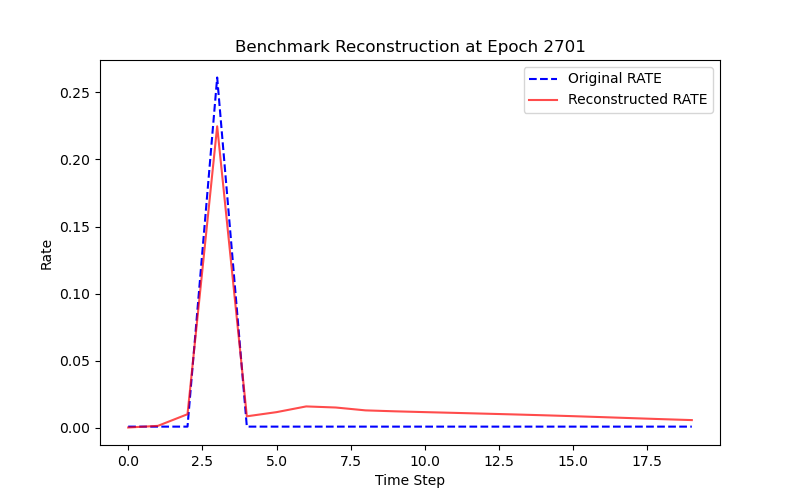 Benchmark Reconstruction at Epoch 2701
Original RATE
Reconstructed RATE
0.25
0.20
0.15
0.10
0.05
0.00
Rate
0.0 2.5 5.0 7.5 10.0 12.5 15.0 17.5
Time Step